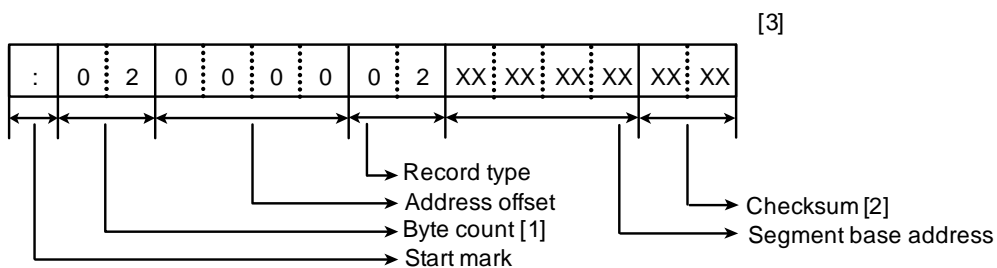 [3]
: 0 2 0 0 0 0 0 2 XX XX XX XX XX XX
Record type
Address offset
Byte count [1]
Start mark
Checksum [2]
Segment base address